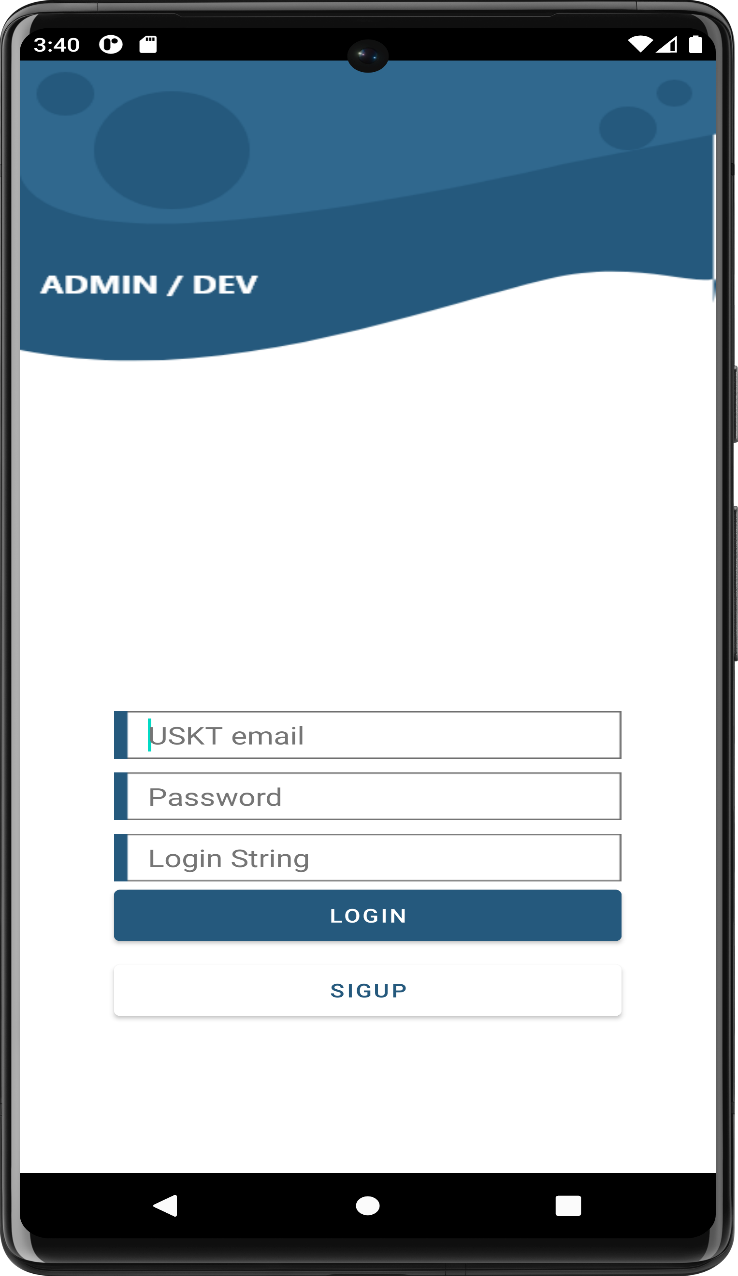 3:40
ADMIN / DEV
USKT email
Password
Login String
LOGIN
SIGUP